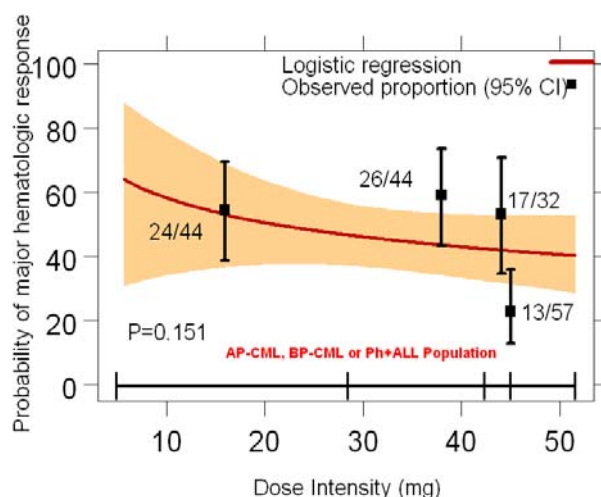 Probability of major hematologic response
100
80
60
40
20
0
Logistic regression
Observed proportion (95% CI)
24/44
26/44
17/32
13/57
P=0.151
AP-CML, BP-CML or Ph+ALL Population
10 20 30 40 50
Dose Intensity (mg)